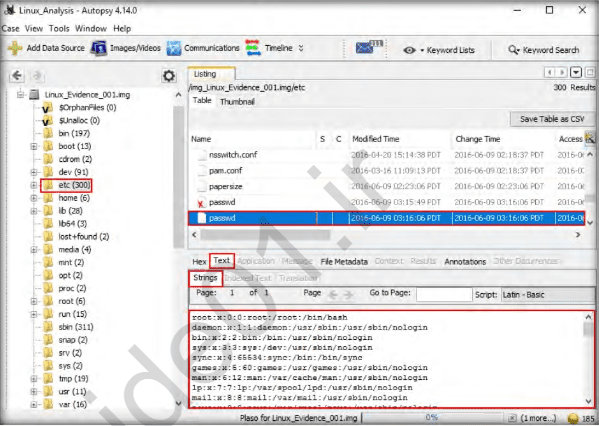 Linux_Analysis - Autopsy 4.14.0
Case View Tools Window Help
Add Data Source Images/Videos Communications Timeline Keyword Lists Keyword Search
Listing
/img_Linux_Evidence_001.img/etc 300 Results
Table Thumbnail
Save Table as CSV
Name S C Modified Time Change Time Access
nsswitch.conf 2016-04-20 15:14:38 PDT 2016-06-09 02:18:37 PDT
pam.conf 2016-03-16 11:09:13 PDT 2016-06-09 02:18:37 PDT
papersize 2016-06-09 02:23:06 PDT 2016-06-09 02:23:06 PDT
passwd 2016-06-09 03:15:49 PDT 2016-06-09 03:16:06 PDT
passwd 2016-06-09 03:16:06 PDT 2016-06-09 03:16:06 PDT
Linux_Evidence_001.img
$OrphanFiles (0)
$Unalloc (0)
bin (197)
boot (13)
cdrom (2)
dev (91)
etc (300)
home (6)
lib (28)
lib64 (3)
lost+found (2)
media (4)
mnt (2)
opt (2)
proc (2)
root (6)
run (15)
sbin (311)
snap (2)
srv (2)
sys (2)
tmp (19)
usr (11)
var (16)
Hex Text Application Message File Metadata Context Results Annotations Other Occurrences
Strings Indexed Text Translation
Page: 1 of 1 Page Go to Page: Script: Latin - Basic
root:x:0:0:root:/root:/bin/bash
daemon:x:1:1:daemon:/usr/sbin:/usr/sbin/nologin
bin:x:2:2:bin:/bin:/usr/sbin/nologin
sys:x:3:3:sys:/dev:/usr/sbin/nologin
sync:x:4:65534:sync:/bin:/bin/sync
games:x:5:60:games:/usr/games:/usr/sbin/nologin
man:x:6:12:man:/var/cache/man:/usr/sbin/nologin
lp:x:7:7:lp:/var/spool/lpd:/usr/sbin/nologin
mail:x:8:8:mail:/var/mail:/usr/sbin/nologin
Plaso for Linux_Evidence_001.img 0% (1 more...) 185